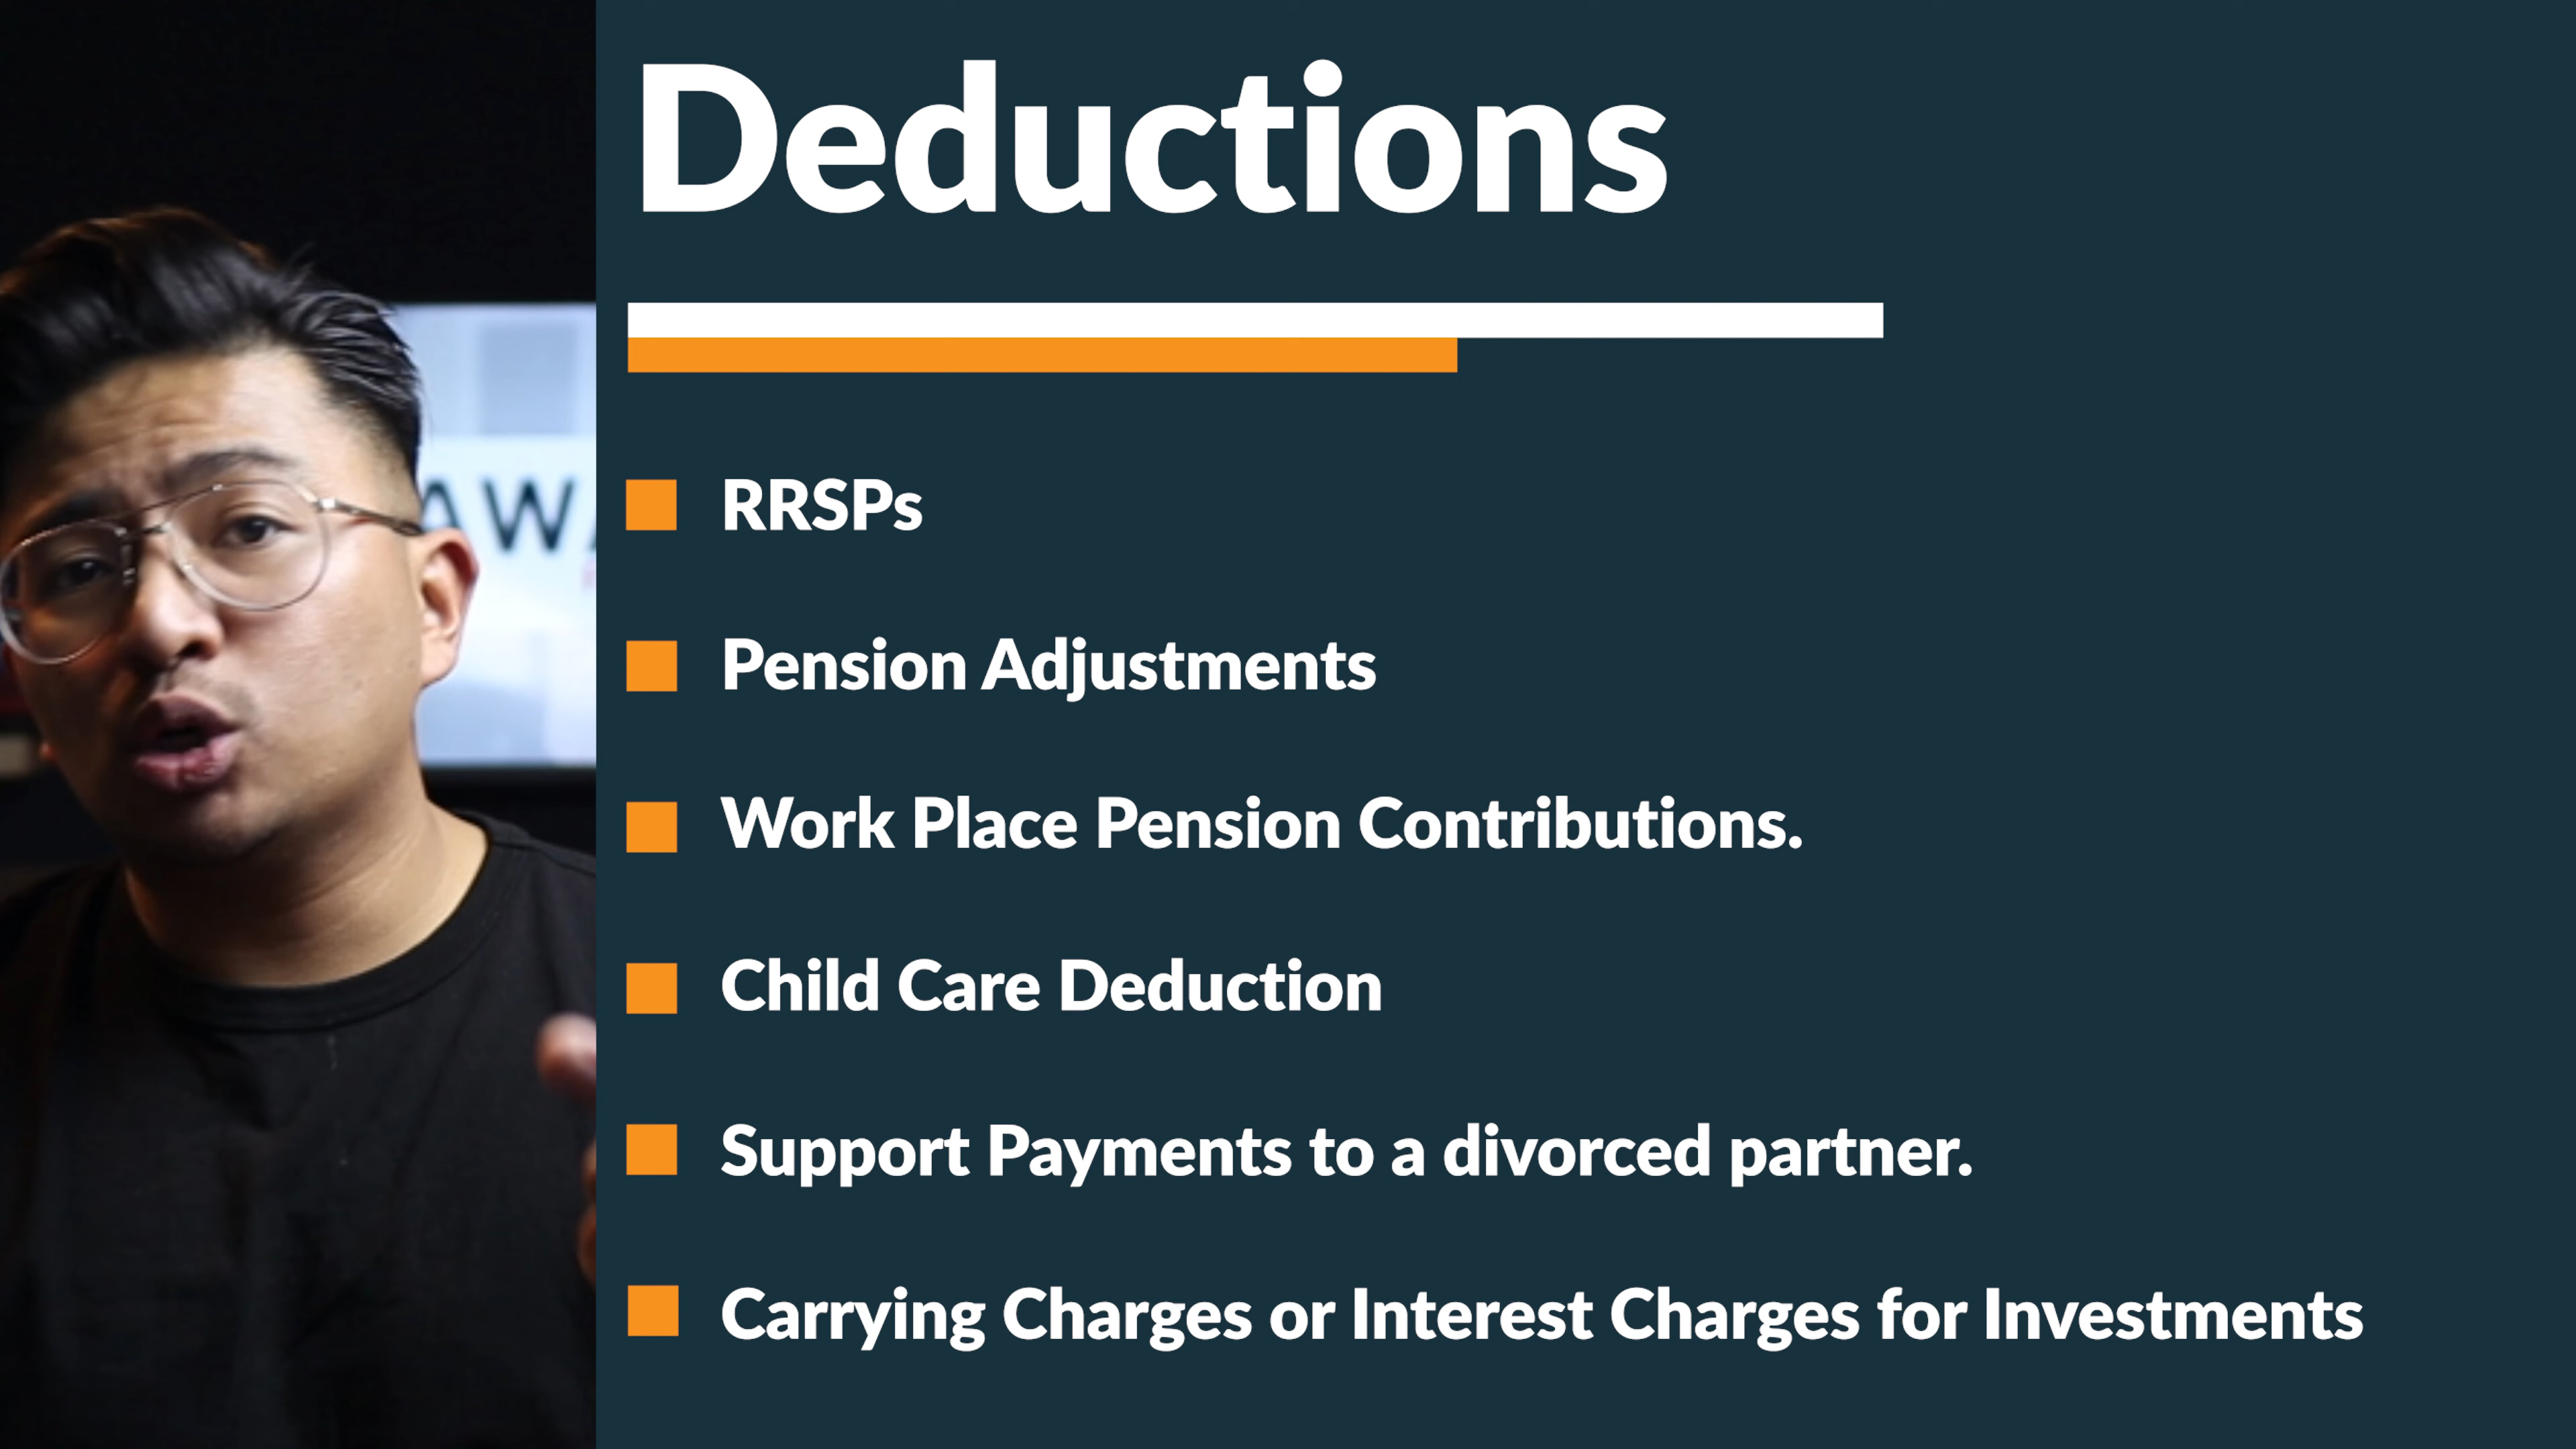 Deductions
RRSPs
Pension Adjustments
Work Place Pension Contributions.
Child Care Deduction
Support Payments to a divorced partner.
Carrying Charges or Interest Charges for Investments